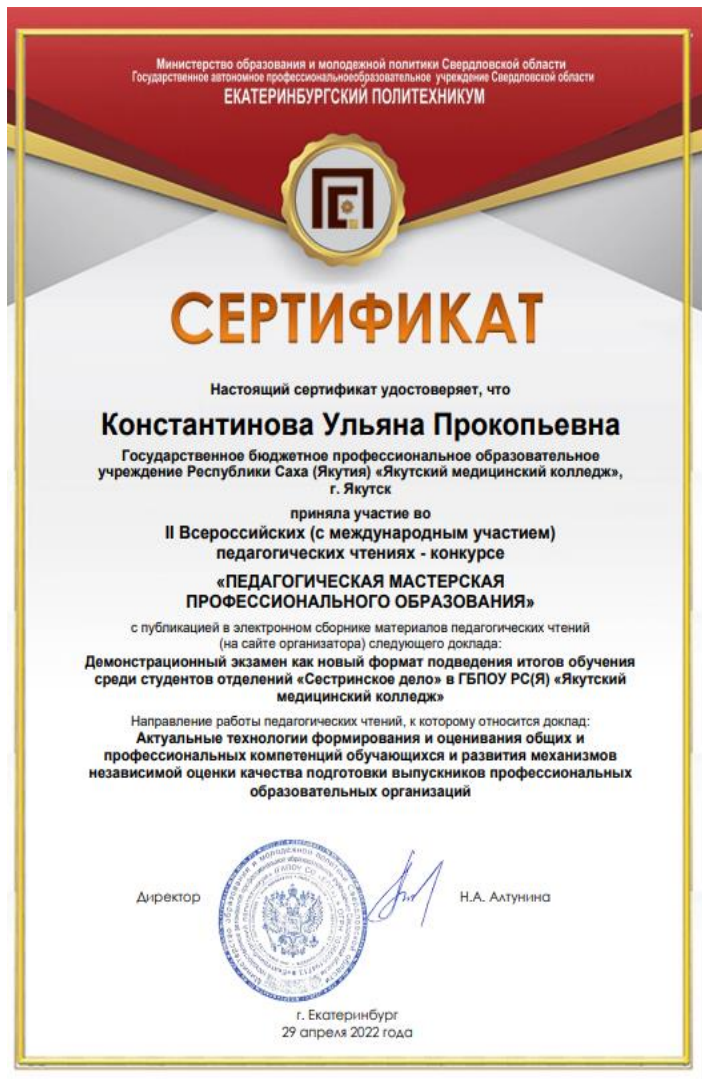 Министерство образования и молодежной политики Свердловской области
Государственное автономное профессиональноеобразовательное учреждение Свердловской области
ЕКАТЕРИНБУРГСКИЙ ПОЛИТЕХНИКУМ
СЕРТИФИКАТ
Настоящий сертификат удостоверяет, что
Константинова Ульяна Прокопьевна
Государственное бюджетное профессиональное образовательное
учреждение Республики Саха (Якутия) «Якутский медицинский колледж»,
г. Якутск
приняла участие во
II Всероссийских (с международным участием)
педагогических чтениях - конкурсе
«ПЕДАГОГИЧЕСКАЯ МАСТЕРСКАЯ
ПРОФЕССИОНАЛЬНОГО ОБРАЗОВАНИЯ»
с публикацией в электронном сборнике материалов педагогических чтений
(на сайте организатора) следующего доклада:
Демонстрационный экзамен как новый формат подведения итогов обучения
среди студентов отделений «Сестринское дело» в ГБПОУ РС(Я) «Якутский
медицинский колледж»
Направление работы педагогических чтений, к которому относится доклад:
Актуальные технологии формирования и оценивания общих и
профессиональных компетенций обучающихся и развития механизмов
независимой оценки качества подготовки выпускников профессиональных
образовательных организаций
Директор
Н.А. Алтунина
г. Екатеринбург
29 апреля 2022 года